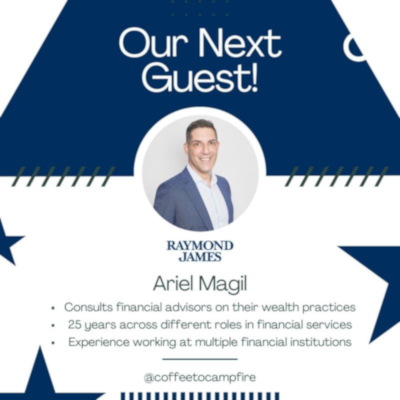 Our Next
Guest!
RAYMOND
JAMES
Ariel Magil
• Consults financial advisors on their wealth practices
• 25 years across different roles in financial services
• Experience working at multiple financial institutions
@coffeetocampfire